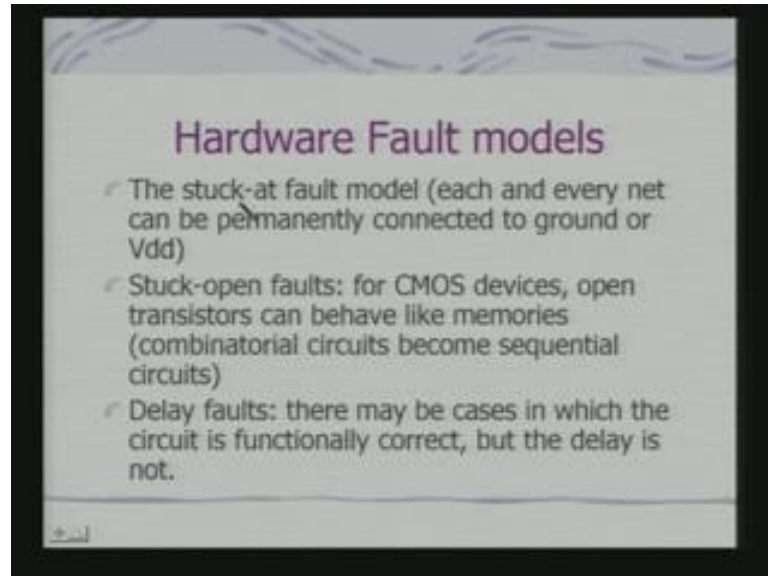 Hardware Fault models
The stuck-at fault model (each and every net
can be permanently connected to ground or
Vdd)
Stuck-open faults: for CMOS devices, open
transistors can behave like memories
(combinatorial circuits become sequential
circuits)
Delay faults: there may be cases in which the
circuit is functionally correct, but the delay is
not.